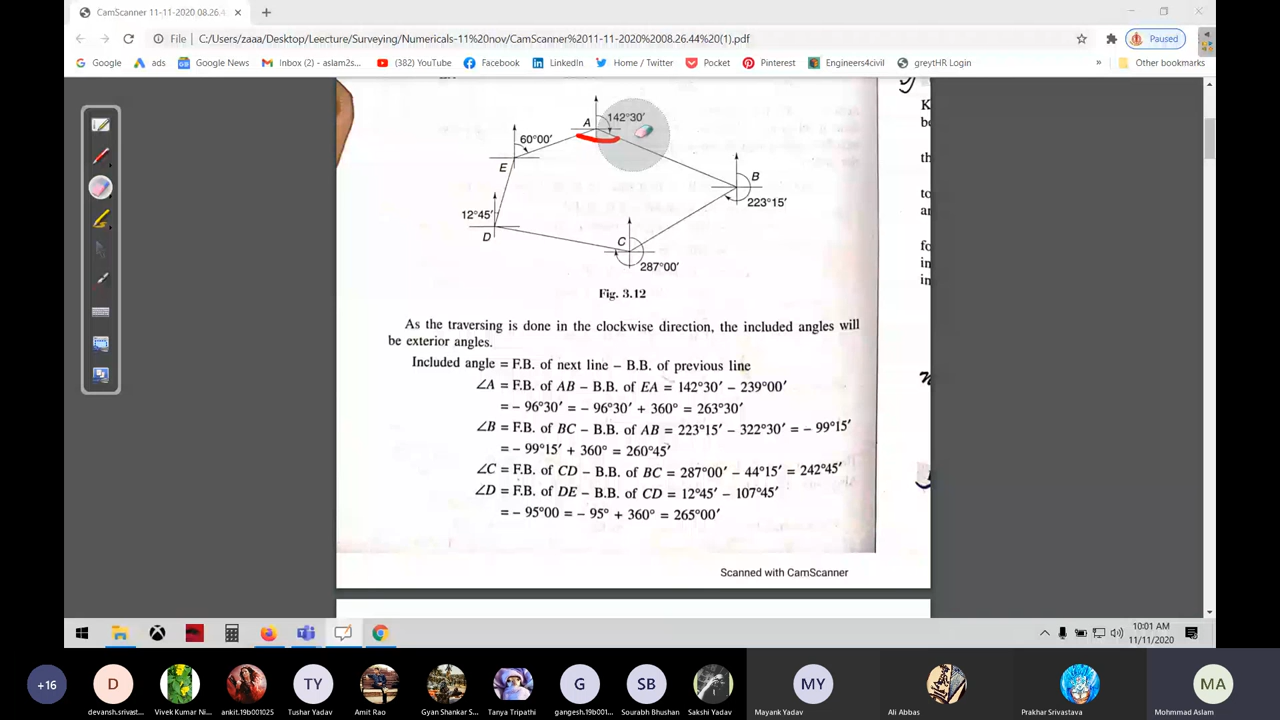 CamScanner 11-11-2020 08.26.4
File
C:/Users/zaaa/Desktop/Leecture/Surveying/Numericals-11%20nov/CamScanner%2011-11-2020%2008.26.44%20(1).pdf
Paused
Google
ads
Google News
Inbox (2) - aslam2s...
(382) YouTube
Facebook
LinkedIn
Home / Twitter
Pocket
Pinterest
Engineers4civil
greytHR Login
»
Other bookmarks
A
142°30′
60°00′
E
B
223°15′
12°45′
D
C
287°00′
Fig. 3.12
As the traversing is done in the clockwise direction, the included angles will
be exterior angles.
Included angle = F.B. of next line – B.B. of previous line
∠A = F.B. of AB – B.B. of EA = 142°30′ – 239°00′
= – 96°30′ = – 96°30′ + 360° = 263°30′
∠B = F.B. of BC – B.B. of AB = 223°15′ – 322°30′ = – 99°15′
= – 99°15′ + 360° = 260°45′
∠C = F.B. of CD – B.B. of BC = 287°00′ – 44°15′ = 242°45′
∠D = F.B. of DE – B.B. of CD = 12°45′ – 107°45′
= – 95°00 = – 95° + 360° = 265°00′
Scanned with CamScanner
10:01 AM
11/11/2020
+16
D
TY
G
SB
MY
MA
devansh.srivast...
Vivek Kumar Ni...
ankit.19b001025
Tushar Yadav
Amit Rao
Gyan Shankar S...
Tanya Tripathi
gangesh.19b001...
Sourabh Bhushan
Sakshi Yadav
Mayank Yadav
Ali Abbas
Prakhar Srivastava
Mohmmad Aslam